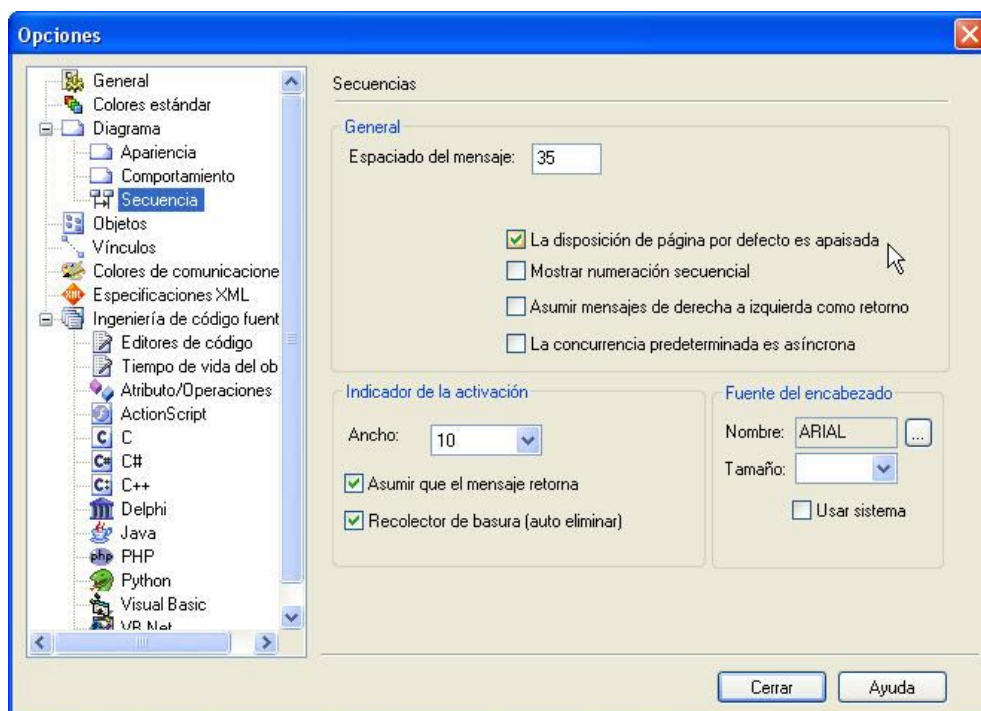 Opciones
General
Colores estándar
Diagrama
Apariencia
Comportamiento
Secuencia
Objetos
Vínculos
Colores de comunicacione
Especificaciones XML
Ingeniería de código fuent
Editores de código
Tiempo de vida del ob
Atributo/Operaciones
ActionScript
C
C#
C++
Delphi
Java
PHP
Python
Visual Basic
VB Net
Secuencias
General
Espaciado del mensaje: 35
La disposición de página por defecto es apaisada
Mostrar numeración secuencial
Asumir mensajes de derecha a izquierda como retorno
La concurrencia predeterminada es asíncrona
Indicador de la activación
Ancho: 10
Asumir que el mensaje retorna
Recolector de basura (auto eliminar)
Fuente del encabezado
Nombre: ARIAL ...
Tamaño:
Usar sistema
Cerrar Ayuda